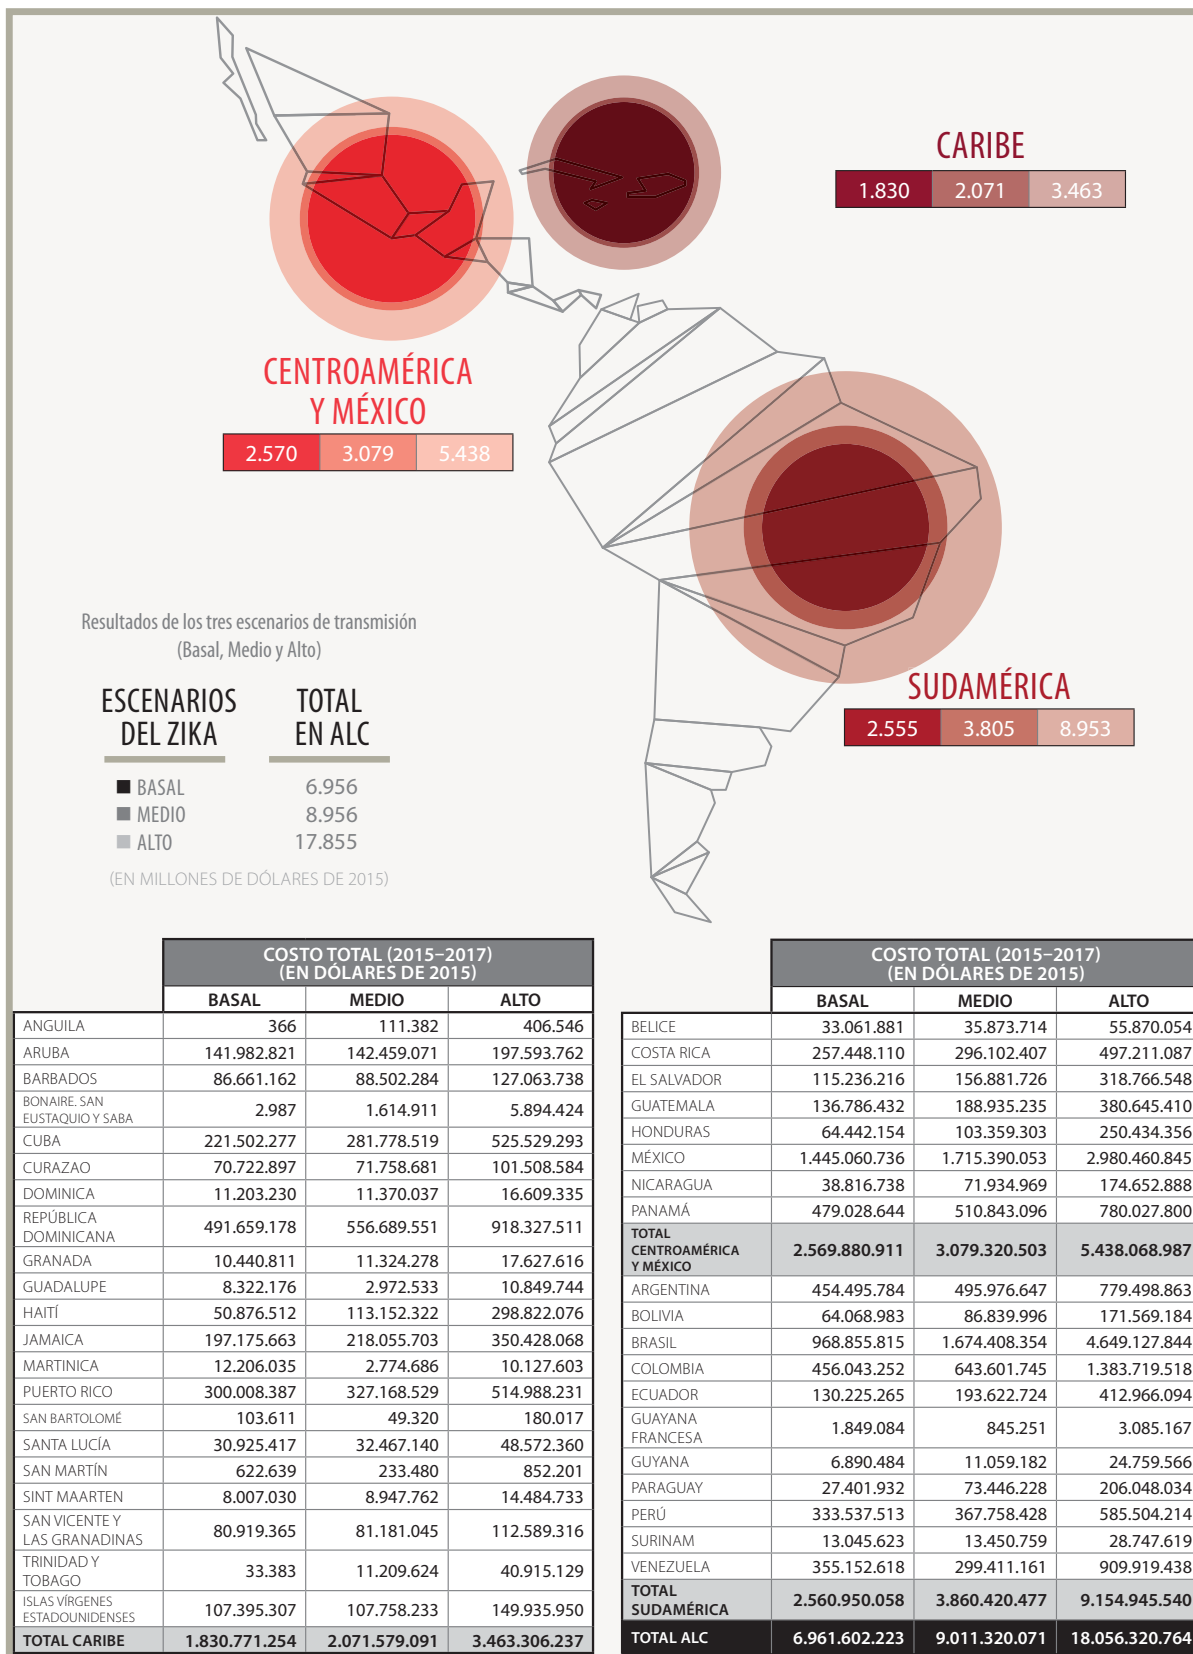 CARIBE
1.830 2.071 3.463
CENTROAMÉRICA
Y MÉXICO
2.570 3.079 5.438
Resultados de los tres escenarios de transmisión
(Basal, Medio y Alto)
ESCENARIOS
DEL ZIKA
TOTAL
EN ALC
BASAL 6.956
MEDIO 8.956
ALTO 17.855
(EN MILLONES DE DÓLARES DE 2015)
SUDAMÉRICA
2.555 3.805 8.953
COSTO TOTAL (2015–2017)
(EN DÓLARES DE 2015)
BASAL MEDIO ALTO
ANGUILA 366 111.382 406.546
ARUBA 141.982.821 142.459.071 197.593.762
BARBADOS 86.661.162 88.502.284 127.063.738
BONAIRE. SAN
EUSTAQUIO Y SABA 2.987 1.614.911 5.894.424
CUBA 221.502.277 281.778.519 525.529.293
CURAZAO 70.722.897 71.758.681 101.508.584
DOMINICA 11.203.230 11.370.037 16.609.335
REPÚBLICA
DOMINICANA 491.659.178 556.689.551 918.327.511
GRANADA 10.440.811 11.324.278 17.627.616
GUADALUPE 8.322.176 2.972.533 10.849.744
HAITÍ 50.876.512 113.152.322 298.822.076
JAMAICA 197.175.663 218.055.703 350.428.068
MARTINICA 12.206.035 2.774.686 10.127.603
PUERTO RICO 300.008.387 327.168.529 514.988.231
SAN BARTOLOMÉ 103.611 49.320 180.017
SANTA LUCÍA 30.925.417 32.467.140 48.572.360
SAN MARTÍN 622.639 233.480 852.201
SINT MAARTEN 8.007.030 8.947.762 14.484.733
SAN VICENTE Y
LAS GRANADINAS 80.919.365 81.181.045 112.589.316
TRINIDAD Y
TOBAGO 33.383 11.209.624 40.915.129
ISLAS VÍRGENES
ESTADOUNIDENSES 107.395.307 107.758.233 149.935.950
TOTAL CARIBE 1.830.771.254 2.071.579.091 3.463.306.237
COSTO TOTAL (2015–2017)
(EN DÓLARES DE 2015)
BASAL MEDIO ALTO
BELICE 33.061.881 35.873.714 55.870.054
COSTA RICA 257.448.110 296.102.407 497.211.087
EL SALVADOR 115.236.216 156.881.726 318.766.548
GUATEMALA 136.786.432 188.935.235 380.645.410
HONDURAS 64.442.154 103.359.303 250.434.356
MÉXICO 1.445.060.736 1.715.390.053 2.980.460.845
NICARAGUA 38.816.738 71.934.969 174.652.888
PANAMÁ 479.028.644 510.843.096 780.027.800
TOTAL
CENTROAMÉRICA
Y MÉXICO 2.569.880.911 3.079.320.503 5.438.068.987
ARGENTINA 454.495.784 495.976.647 779.498.863
BOLIVIA 64.068.983 86.839.996 171.569.184
BRASIL 968.855.815 1.674.408.354 4.649.127.844
COLOMBIA 456.043.252 643.601.745 1.383.719.518
ECUADOR 130.225.265 193.622.724 412.966.094
GUAYANA
FRANCESA 1.849.084 845.251 3.085.167
GUYANA 6.890.484 11.059.182 24.759.566
PARAGUAY 27.401.932 73.446.228 206.048.034
PERÚ 333.537.513 367.758.428 585.504.214
SURINAM 13.045.623 13.450.759 28.747.619
VENEZUELA 355.152.618 299.411.161 909.919.438
TOTAL
SUDAMÉRICA 2.560.950.058 3.860.420.477 9.154.945.540
TOTAL ALC 6.961.602.223 9.011.320.071 18.056.320.764